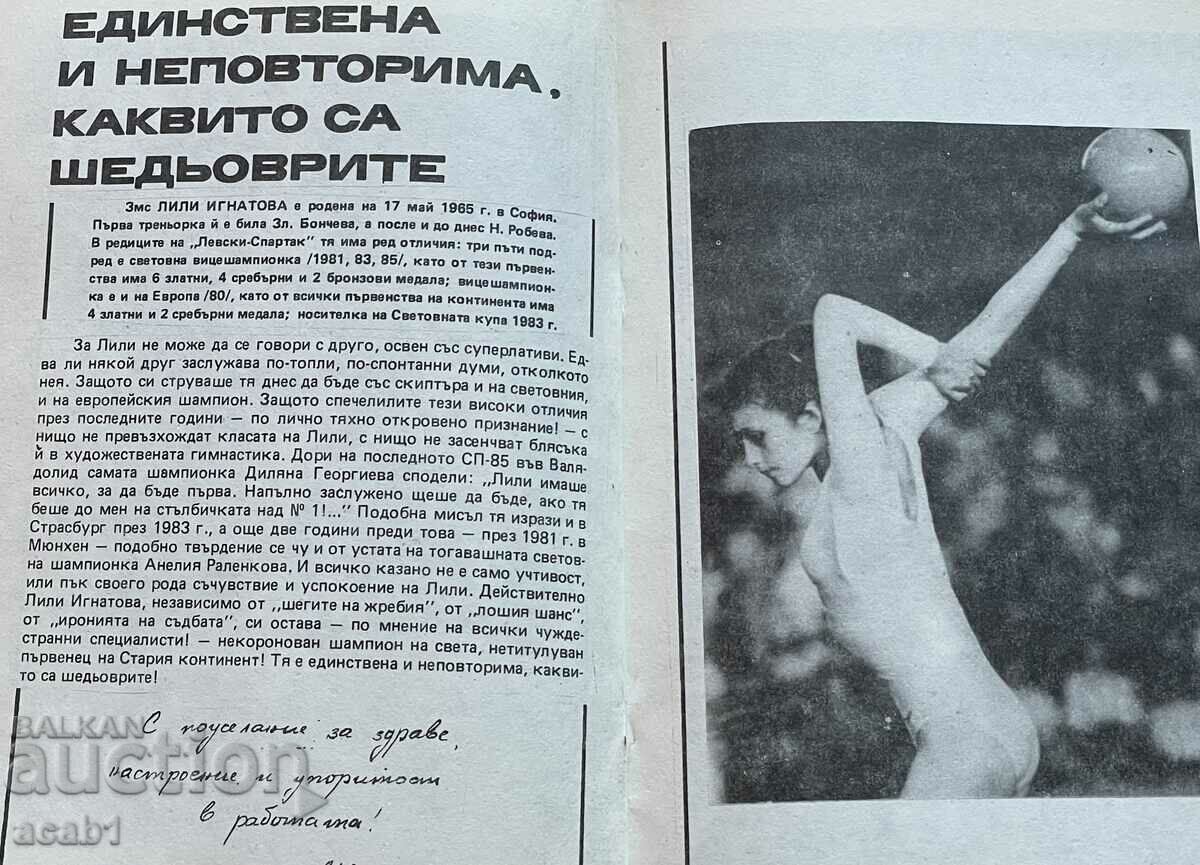 ЕДИНСТВЕНА
И НЕПОВТОРИМА,
КАКВИТО СА
ШЕДЬОВРИТЕ
Змс ЛИЛИ ИГНАТОВА е родена на 17 май 1965 г. в София.
Първа треньорка й е била Зл. Бончева, а после и до днес Н. Робева.
В редиците на „Левски-Спартак" тя има ред отличия: три пъти под-
ред е световна вицешампионка /1981, 83, 85/, като от тези първен-
ства има 6 златни, 4 сребърни и 2 бронзови медала; вицешампион-
ка е и на Европа /80/, като от всички първенства на континента има
4 златни и 2 сребърни медала; носителка на Световната купа 1983 г.
За Лили не може да се говори с друго, освен със суперлативи. Ед-
ва ли някой друг заслужава по-топли, по-спонтанни думи, отколкото
нея. Защото си струваше тя днес да бъде със скиптъра и на световния,
и на европейския шампион. Защото спечелилите тези високи отличия
през последните години — по лично тяхно откровено признание! — с
нищо не превъзхождат класата на Лили, с нищо не засенчват блясъка
й в художествената гимнастика. Дори на последното СП-85 във Валя-
долид самата шампионка Диляна Георгиева сподели: „Лили имаше
всичко, за да бъде първа. Напълно заслужено щеше да бъде, ако тя
беше до мен на стълбичката над № 1!..." Подобна мисъл тя изрази и в
Страсбург през 1983 г., а още две години преди това — през 1981 г. в
Мюнхен — подобно твърдение се чу и от устата на тогавашната светов-
на шампионка Анелия Раленкова. И всичко казано не е само учтивост,
или пък своего рода съчувствие и успокоение на Лили. Действително
Лили Игнатова, независимо от „шегите на жребия", от „лошия шанс",
от „иронията на съдбата", си остава — по мнение на всички чужде-
странни специалисти! — некоронован шампион на света, нетитулуван
първенец на Стария континент! Тя е единствена и неповторима, какви-
то са шедьоврите!
С пожелание за здраве,
настроение и упоритост
в работата!
BALKAN
auction
acab1